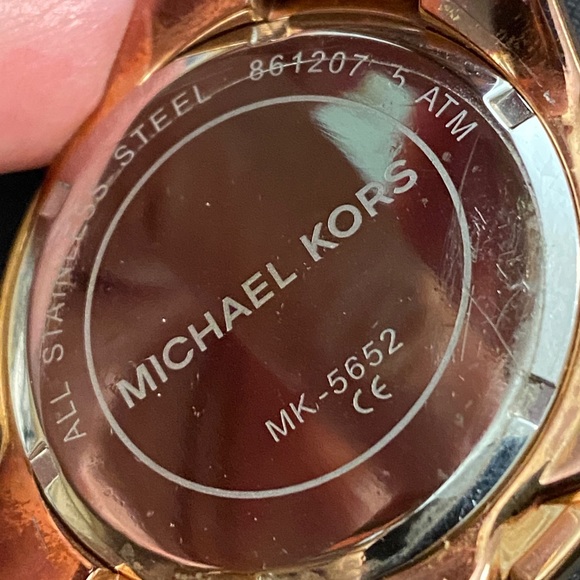 ALL STAINLESS STEEL 861207 5 ATM
MICHAEL KORS
MK-5652
CE